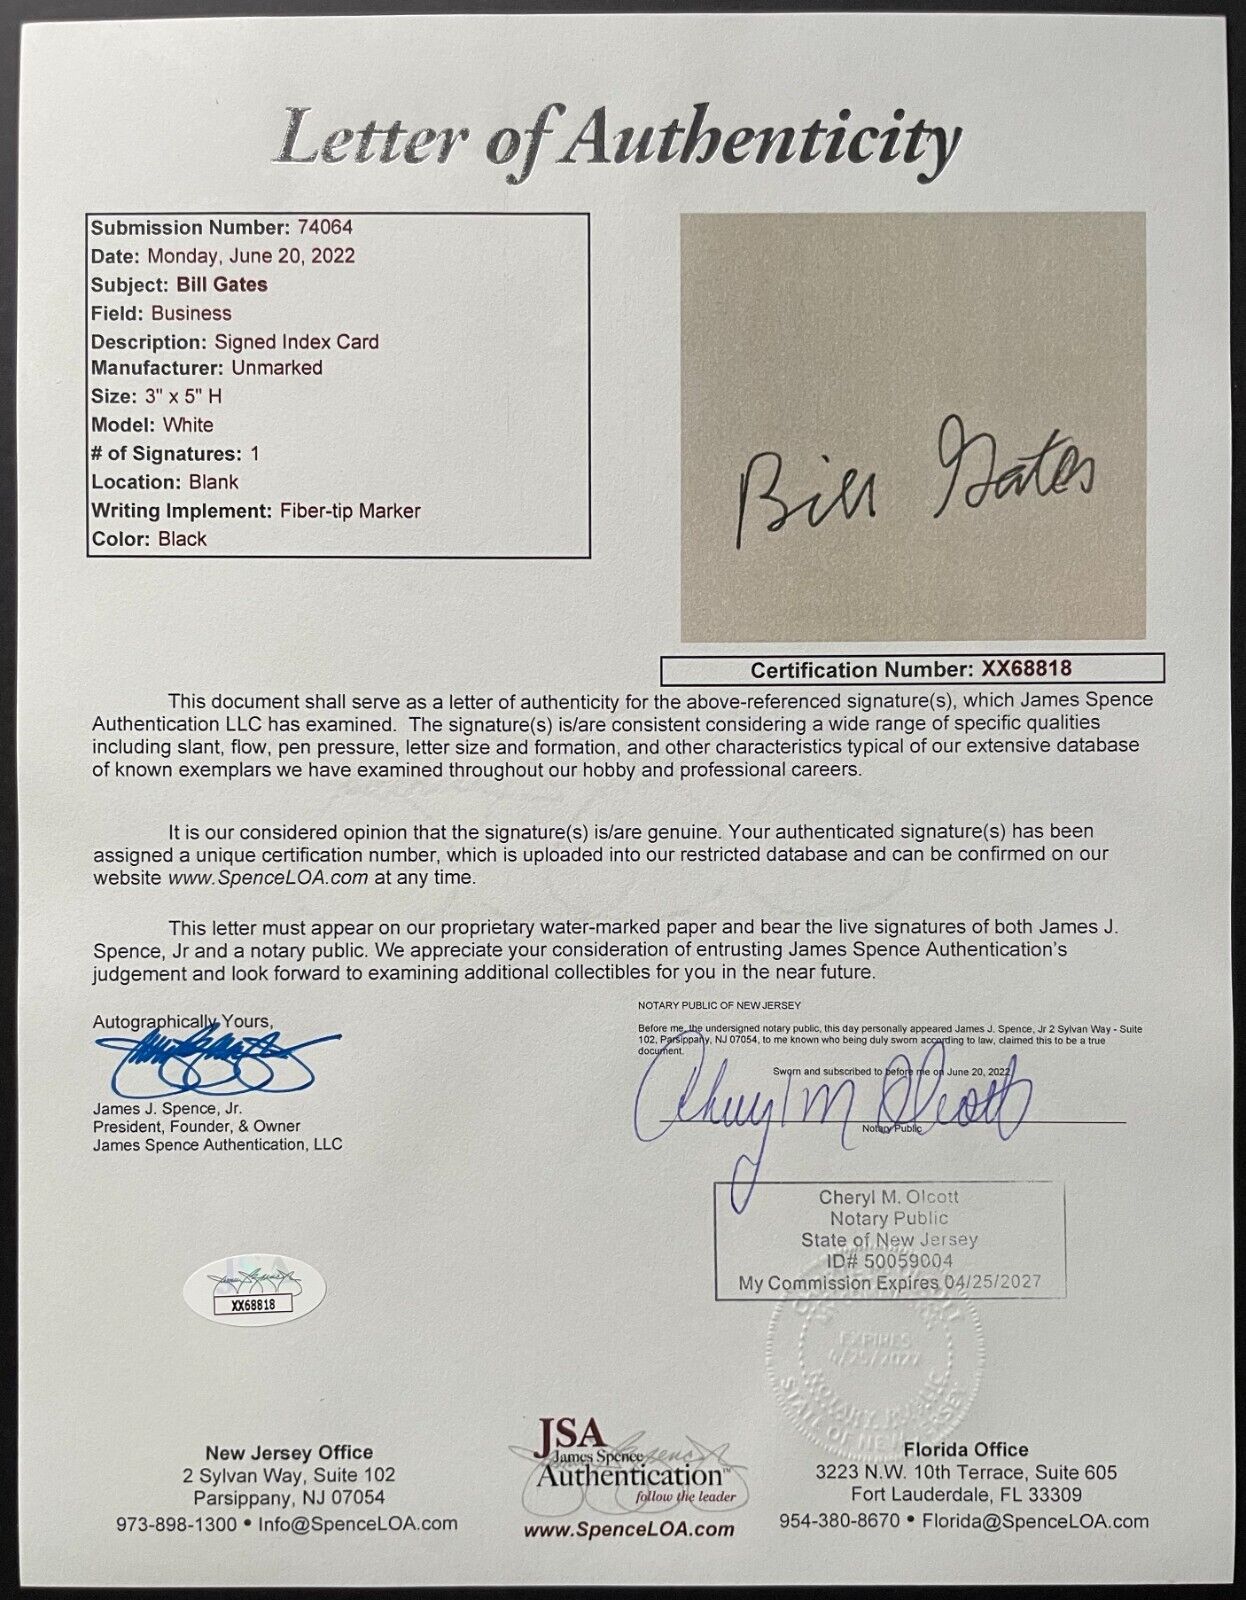 Letter of Authenticity
Submission Number: 74064
Date: Monday, June 20, 2022
Subject: Bill Gates
Field: Business
Description: Signed Index Card
Manufacturer: Unmarked
Size: 3" x 5" H
Model: White
# of Signatures: 1
Location: Blank
Writing Implement: Fiber-tip Marker
Color: Black
Bill Gates
Certification Number: XX68818
This document shall serve as a letter of authenticity for the above-referenced signature(s), which James Spence
Authentication LLC has examined. The signature(s) is/are consistent considering a wide range of specific qualities
including slant, flow, pen pressure, letter size and formation, and other characteristics typical of our extensive database
of known exemplars we have examined throughout our hobby and professional careers.
It is our considered opinion that the signature(s) is/are genuine. Your authenticated signature(s) has been
assigned a unique certification number, which is uploaded into our restricted database and can be confirmed on our
website www.SpenceLOA.com at any time.
This letter must appear on our proprietary water-marked paper and bear the live signatures of both James J.
Spence, Jr and a notary public. We appreciate your consideration of entrusting James Spence Authentication's
judgement and look forward to examining additional collectibles for you in the near future.
Autographically Yours,
James J. Spence, Jr.
President, Founder, & Owner
James Spence Authentication, LLC
NOTARY PUBLIC OF NEW JERSEY
Before me, the undersigned notary public, this day personally appeared James J. Spence, Jr 2 Sylvan Way - Suite
102, Parsippany, NJ 07054, to me known who being duly sworn according to law, claimed this to be a true
document.
Sworn and subscribed to before me on June 20, 2022
Cheryl M Olcott
Notary Public
Cheryl M. Olcott
Notary Public
State of New Jersey
ID# 50059004
My Commission Expires 04/25/2027
EXPIRES
4/25/2027
NOTARY PUBLIC
STATE OF NEW JERSEY
JSA
XX68818
New Jersey Office
2 Sylvan Way, Suite 102
Parsippany, NJ 07054
973-898-1300 • Info@SpenceLOA.com
JSA
James Spence
Authentication™
follow the leader
www.SpenceLOA.com
Florida Office
3223 N.W. 10th Terrace, Suite 605
Fort Lauderdale, FL 33309
954-380-8670 • Florida@SpenceLOA.com